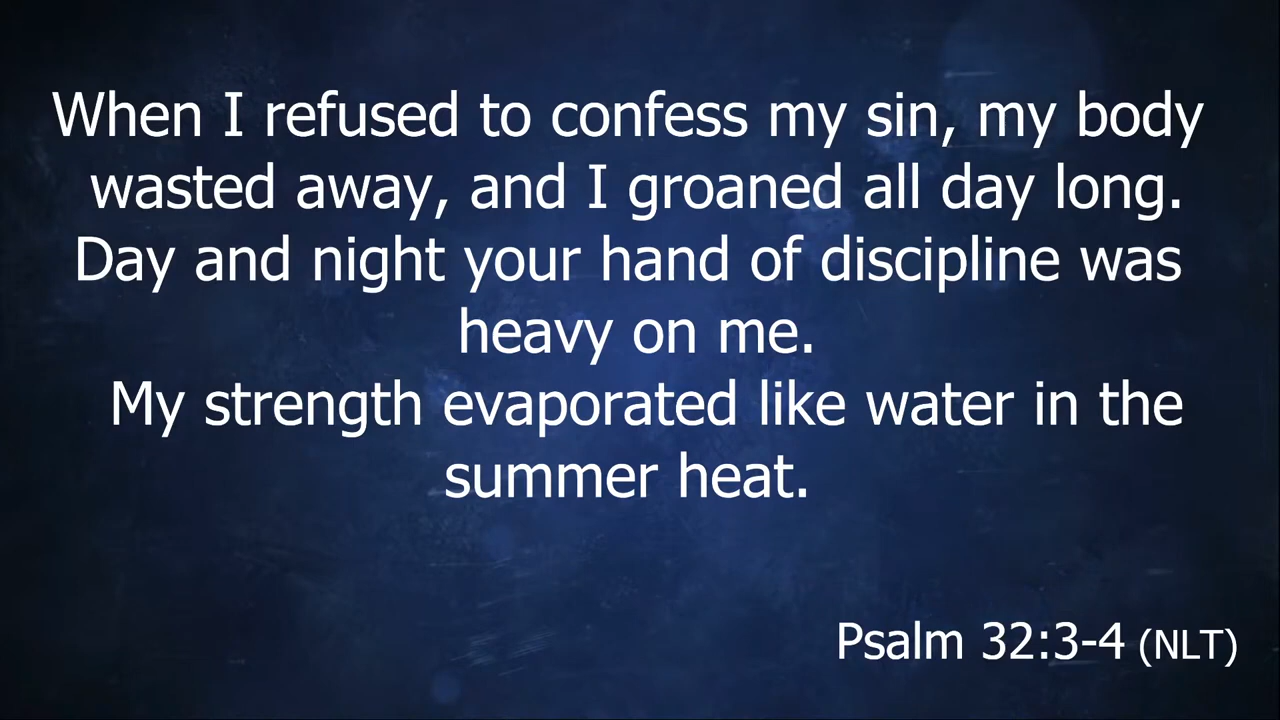 When I refused to confess my sin, my body
wasted away, and I groaned all day long.
Day and night your hand of discipline was
heavy on me.
My strength evaporated like water in the
summer heat.
Psalm 32:3-4 (NLT)